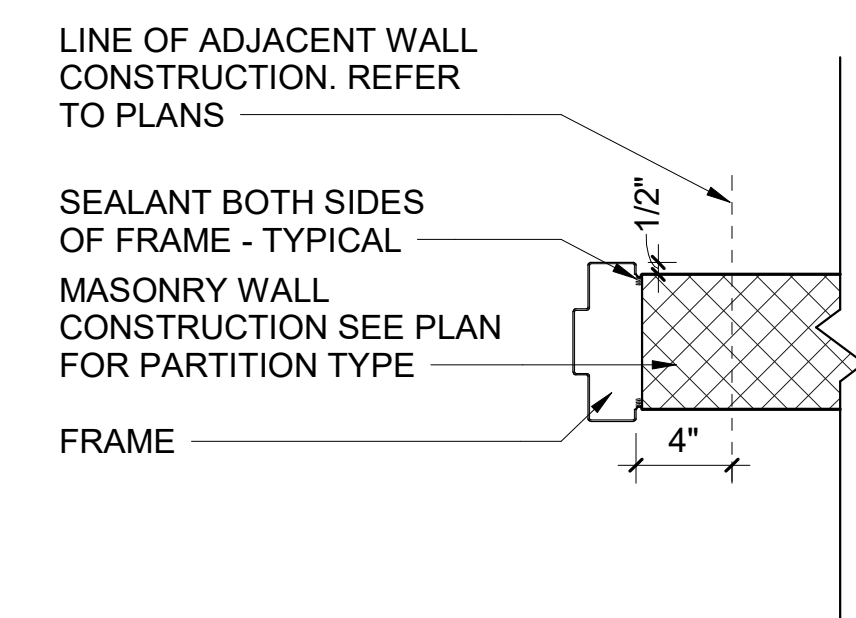 LINE OF ADJACENT WALL
CONSTRUCTION. REFER
TO PLANS
SEALANT BOTH SIDES
OF FRAME - TYPICAL
1/2"
MASONRY WALL
CONSTRUCTION SEE PLAN
FOR PARTITION TYPE
FRAME
4"